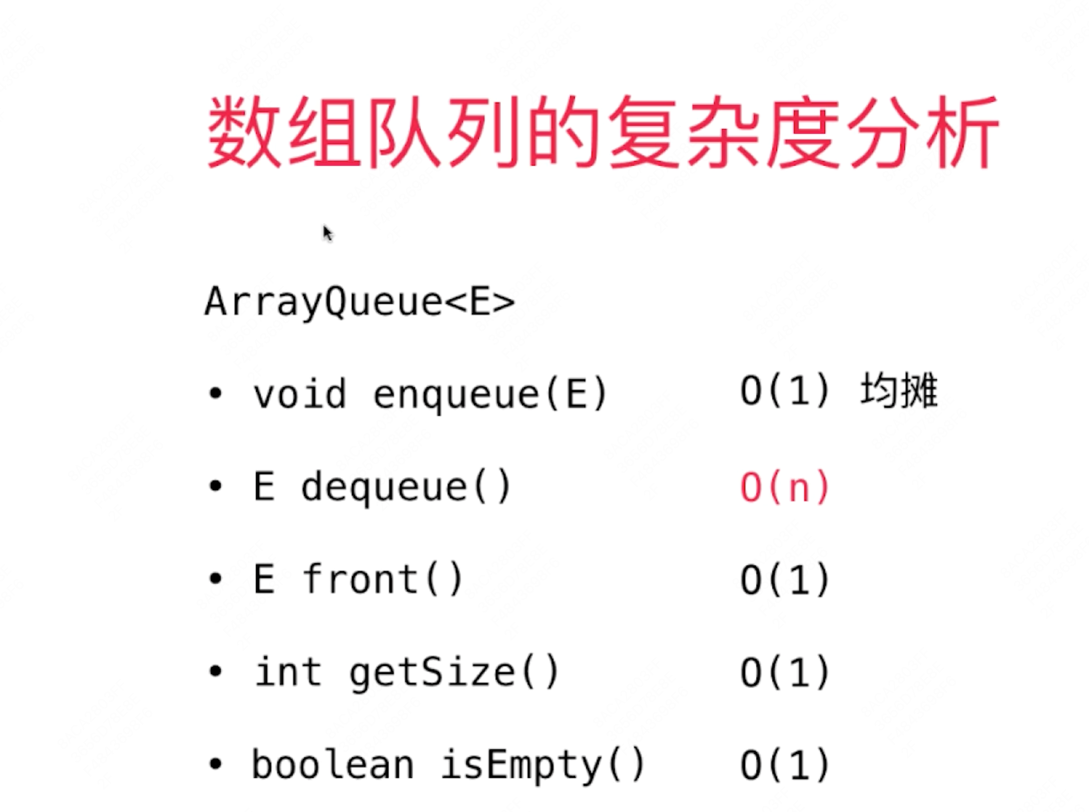 数组队列的复杂度分析
ArrayQueue<E>
• void enqueue(E) O(1) 均摊
• E dequeue() O(n)
• E front() O(1)
• int getSize() O(1)
• boolean isEmpty() O(1)